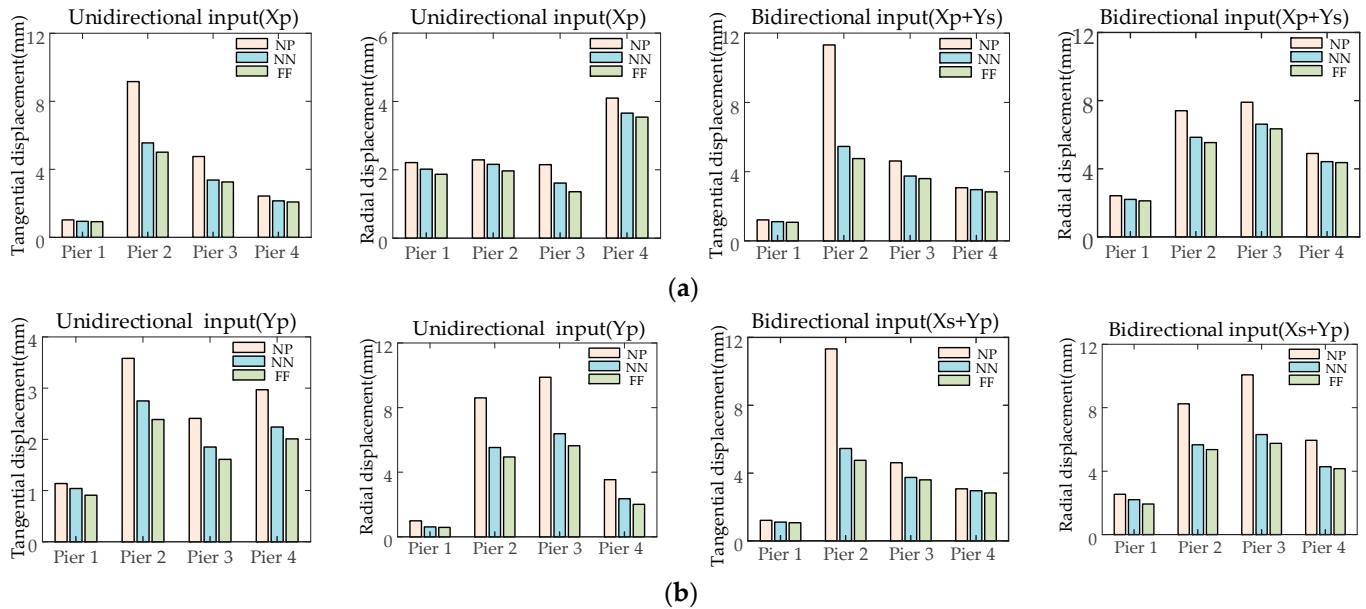 Unidirectional input(Xp)
Tangential displacement(mm)
12
8
4
0
NP
NN
FF
Pier 1 Pier 2 Pier 3 Pier 4
Unidirectional input(Xp)
Radial displacement(mm)
6
4
2
0
NP
NN
FF
Pier 1 Pier 2 Pier 3 Pier 4
Bidirectional input(Xp+Ys)
Tangential displacement(mm)
12
8
4
0
NP
NN
FF
Pier 1 Pier 2 Pier 3 Pier 4
Bidirectional input(Xp+Ys)
Radial displacement(mm)
12
8
4
0
NP
NN
FF
Pier 1 Pier 2 Pier 3 Pier 4
(a)
Unidirectional input(Yp)
Tangential displacement(mm)
4
3
2
1
0
NP
NN
FF
Pier 1 Pier 2 Pier 3 Pier 4
Unidirectional input(Yp)
Radial displacement(mm)
12
8
4
0
NP
NN
FF
Pier 1 Pier 2 Pier 3 Pier 4
Bidirectional input(Xs+Yp)
Tangential displacement(mm)
12
8
4
0
NP
NN
FF
Pier 1 Pier 2 Pier 3 Pier 4
Bidirectional input(Xs+Yp)
Radial displacement(mm)
12
8
4
0
NP
NN
FF
Pier 1 Pier 2 Pier 3 Pier 4
(b)